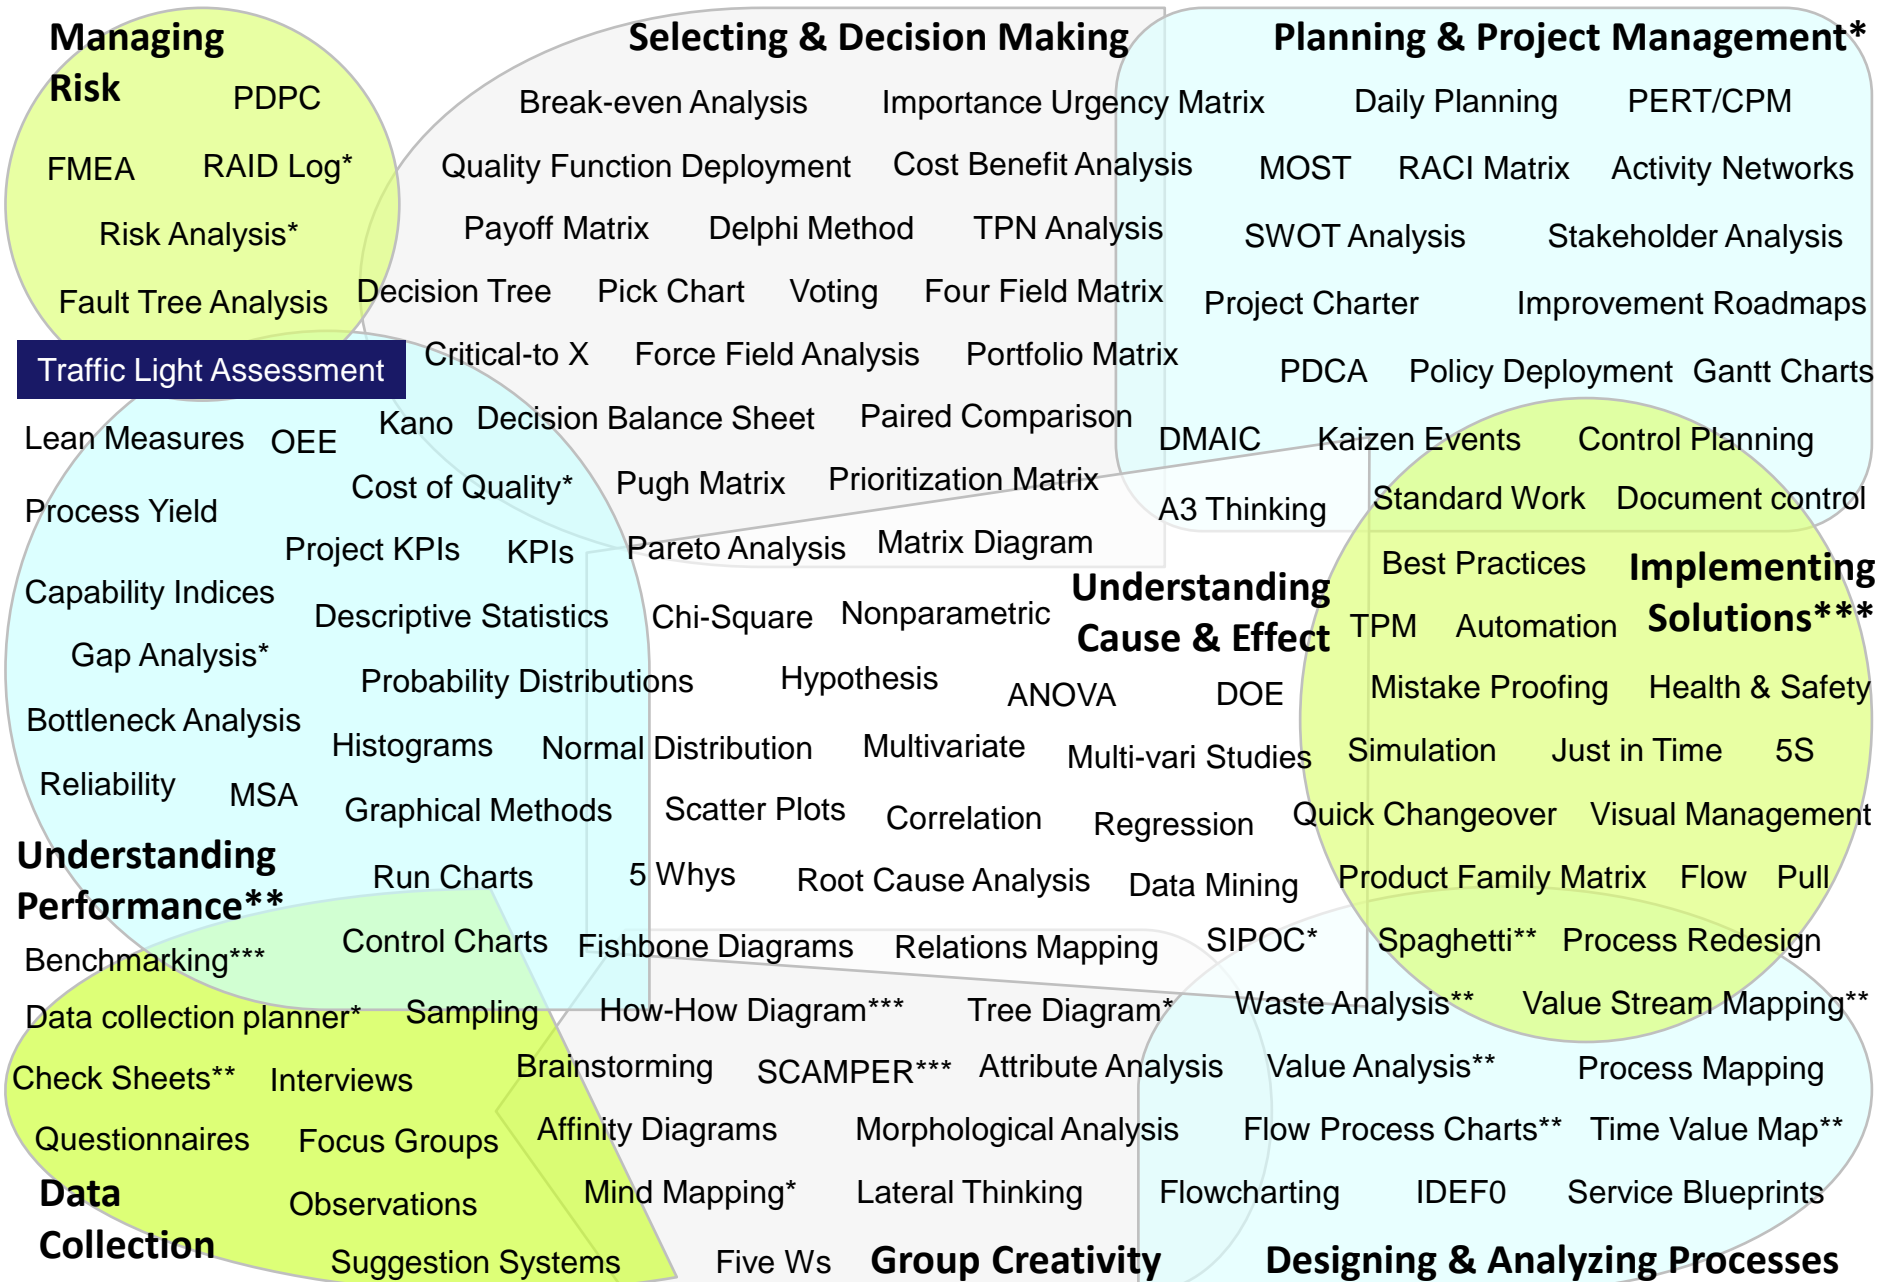 Managing Risk
Selecting & Decision Making
Planning & Project Management*
PDPC
Break-even Analysis
Importance Urgency Matrix
Daily Planning
PERT/CPM
FMEA
RAID Log*
Quality Function Deployment
Cost Benefit Analysis
MOST
RACI Matrix
Activity Networks
Risk Analysis*
Payoff Matrix
Delphi Method
TPN Analysis
SWOT Analysis
Stakeholder Analysis
Fault Tree Analysis
Decision Tree
Pick Chart
Voting
Four Field Matrix
Project Charter
Improvement Roadmaps
Traffic Light Assessment
Critical-to X
Force Field Analysis
Portfolio Matrix
PDCA
Policy Deployment
Gantt Charts
Lean Measures
OEE
Kano
Decision Balance Sheet
Paired Comparison
DMAIC
Kaizen Events
Control Planning
Process Yield
Cost of Quality*
Pugh Matrix
Prioritization Matrix
A3 Thinking
Standard Work
Document control
Project KPIs
KPIs
Pareto Analysis
Matrix Diagram
Best Practices
Implementing Solutions***
Understanding Cause & Effect
Capability Indices
Descriptive Statistics
Chi-Square
Nonparametric
TPM
Automation
Gap Analysis*
Probability Distributions
Hypothesis
ANOVA
DOE
Mistake Proofing
Health & Safety
Bottleneck Analysis
Histograms
Normal Distribution
Multivariate
Multi-vari Studies
Simulation
Just in Time
5S
Reliability
MSA
Graphical Methods
Scatter Plots
Correlation
Regression
Quick Changeover
Visual Management
Understanding Performance**
Run Charts
5 Whys
Root Cause Analysis
Data Mining
Product Family Matrix
Flow
Pull
Benchmarking***
Control Charts
Fishbone Diagrams
Relations Mapping
SIPOC*
Spaghetti**
Process Redesign
Data collection planner*
Sampling
How-How Diagram***
Tree Diagram*
Waste Analysis**
Value Stream Mapping**
Check Sheets**
Interviews
Brainstorming
SCAMPER***
Attribute Analysis
Value Analysis**
Process Mapping
Questionnaires
Focus Groups
Affinity Diagrams
Morphological Analysis
Flow Process Charts**
Time Value Map**
Data Collection
Observations
Mind Mapping*
Lateral Thinking
Flowcharting
IDEF0
Service Blueprints
Suggestion Systems
Five Ws
Group Creativity
Designing & Analyzing Processes